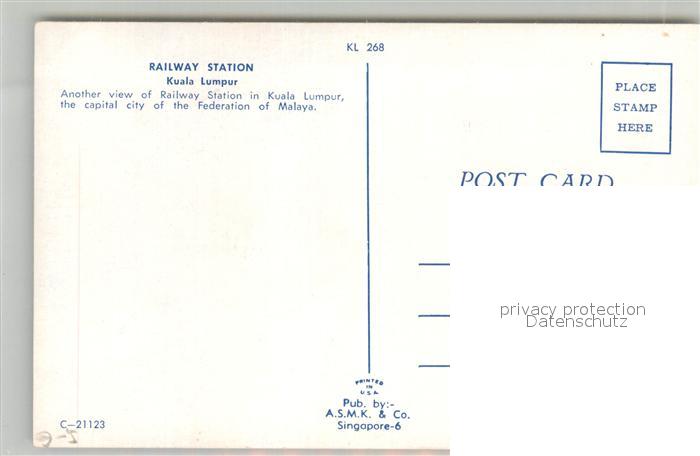 KL 268
RAILWAY STATION
Kuala Lumpur
Another view of Railway Station in Kuala Lumpur,
the capital city of the Federation of Malaya.
PLACE
STAMP
HERE
POST CARD
privacy protection
Datenschutz
PRINTED
IN
U.S.A.
Pub. by:-
A.S.M.K. & Co.
Singapore-6
C—21123